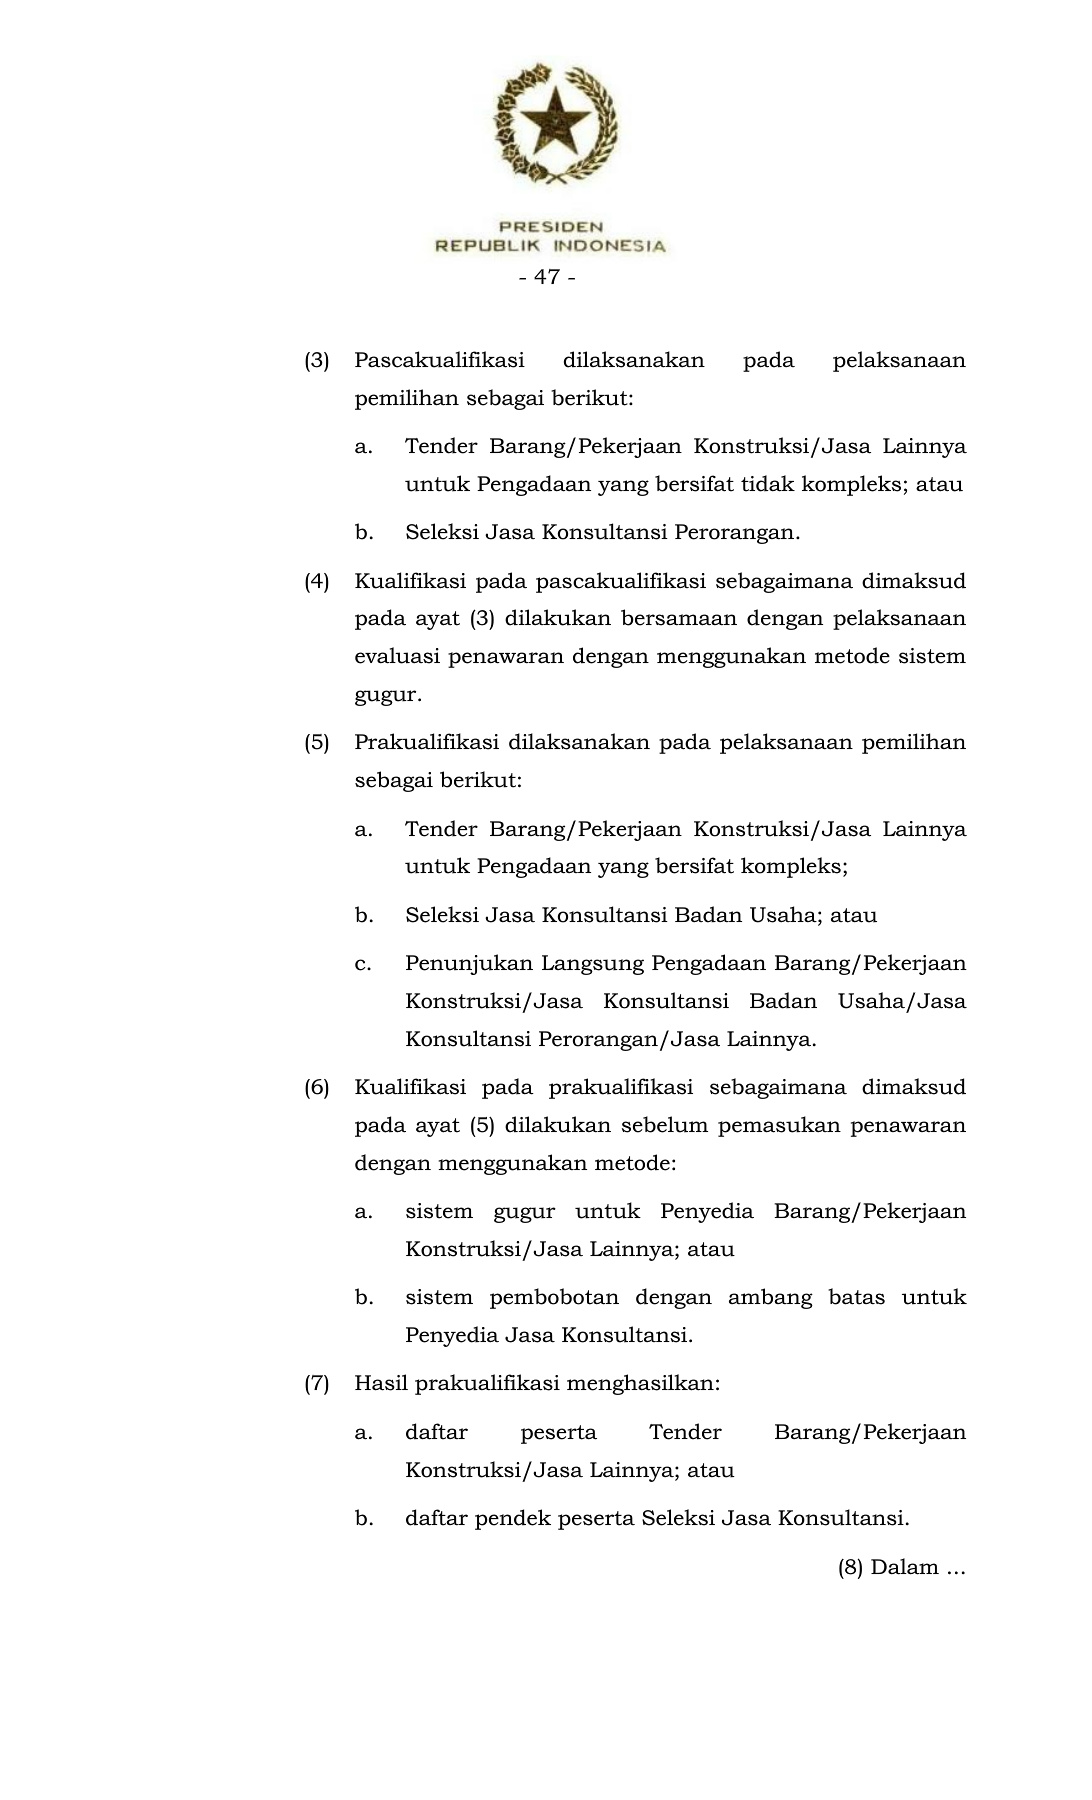 PRESIDEN
REPUBLIK INDONESIA
- 47 -
(3) Pascakualifikasi dilaksanakan pada pelaksanaan
pemilihan sebagai berikut:
a. Tender Barang/Pekerjaan Konstruksi/Jasa Lainnya
untuk Pengadaan yang bersifat tidak kompleks; atau
b. Seleksi Jasa Konsultansi Perorangan.
(4) Kualifikasi pada pascakualifikasi sebagaimana dimaksud
pada ayat (3) dilakukan bersamaan dengan pelaksanaan
evaluasi penawaran dengan menggunakan metode sistem
gugur.
(5) Prakualifikasi dilaksanakan pada pelaksanaan pemilihan
sebagai berikut:
a. Tender Barang/Pekerjaan Konstruksi/Jasa Lainnya
untuk Pengadaan yang bersifat kompleks;
b. Seleksi Jasa Konsultansi Badan Usaha; atau
c. Penunjukan Langsung Pengadaan Barang/Pekerjaan
Konstruksi/Jasa Konsultansi Badan Usaha/Jasa
Konsultansi Perorangan/Jasa Lainnya.
(6) Kualifikasi pada prakualifikasi sebagaimana dimaksud
pada ayat (5) dilakukan sebelum pemasukan penawaran
dengan menggunakan metode:
a. sistem gugur untuk Penyedia Barang/Pekerjaan
Konstruksi/Jasa Lainnya; atau
b. sistem pembobotan dengan ambang batas untuk
Penyedia Jasa Konsultansi.
(7) Hasil prakualifikasi menghasilkan:
a. daftar peserta Tender Barang/Pekerjaan
Konstruksi/Jasa Lainnya; atau
b. daftar pendek peserta Seleksi Jasa Konsultansi.
(8) Dalam ...